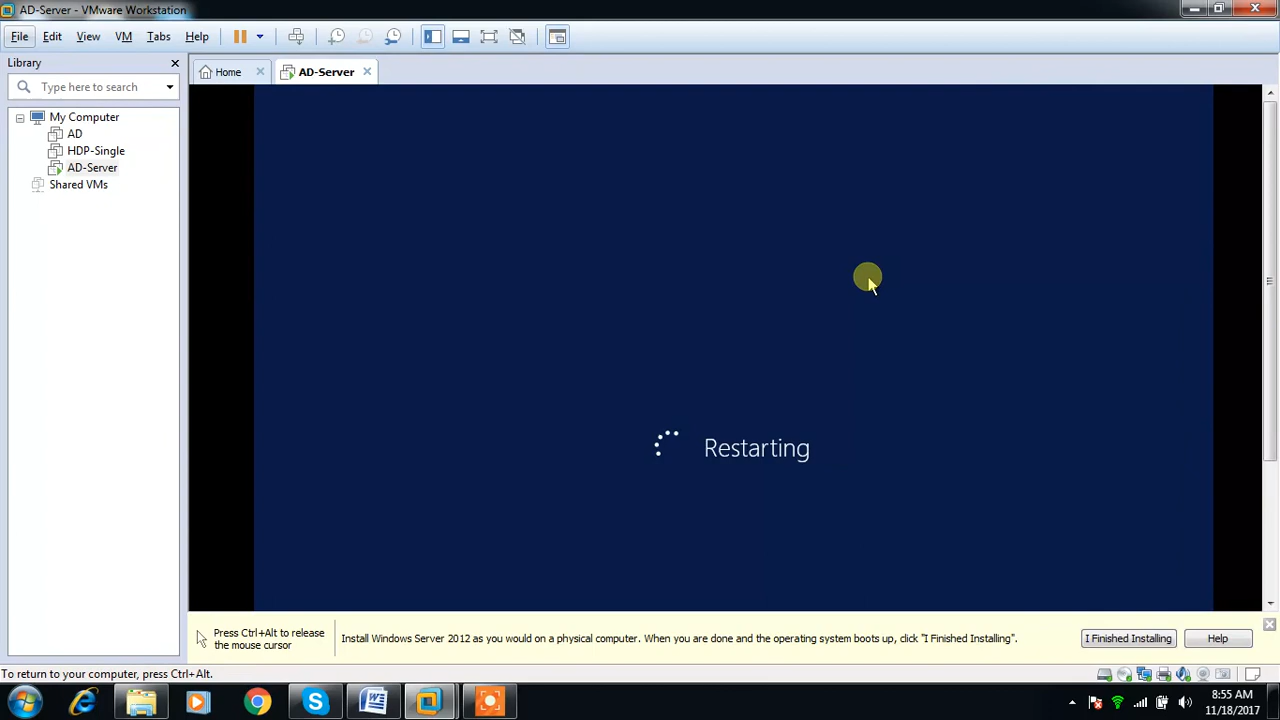 AD-Server - VMware Workstation
File Edit View VM Tabs Help
Library
Type here to search
My Computer
AD
HDP-Single
AD-Server
Shared VMs
Home
AD-Server
Restarting
Press Ctrl+Alt to release
the mouse cursor
Install Windows Server 2012 as you would on a physical computer. When you are done and the operating system boots up, click "I Finished Installing".
I Finished Installing
Help
To return to your computer, press Ctrl+Alt.
8:55 AM
11/18/2017